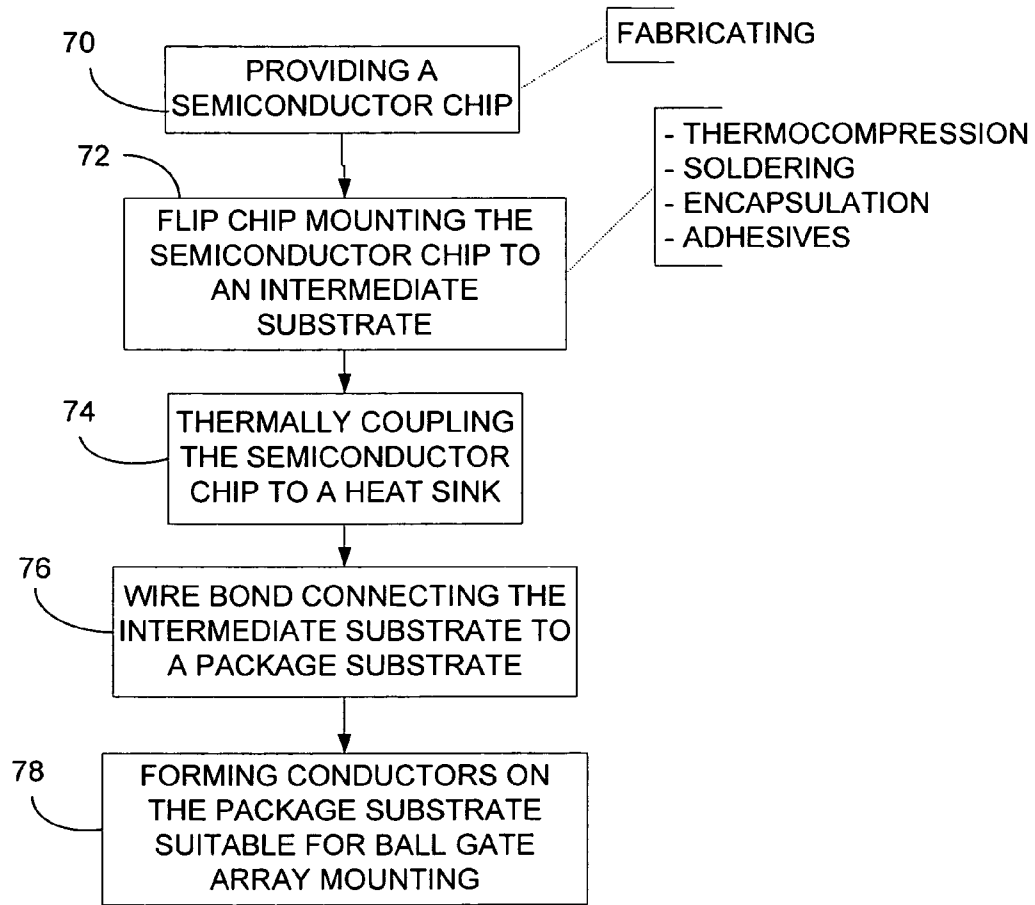 70
PROVIDING A
SEMICONDUCTOR CHIP
FABRICATING
72
FLIP CHIP MOUNTING THE
SEMICONDUCTOR CHIP TO
AN INTERMEDIATE
SUBSTRATE
- THERMOCOMPRESSION
- SOLDERING
- ENCAPSULATION
- ADHESIVES
74
THERMALLY COUPLING
THE SEMICONDUCTOR
CHIP TO A HEAT SINK
76
WIRE BOND CONNECTING THE
INTERMEDIATE SUBSTRATE TO
A PACKAGE SUBSTRATE
78
FORMING CONDUCTORS ON
THE PACKAGE SUBSTRATE
SUITABLE FOR BALL GATE
ARRAY MOUNTING